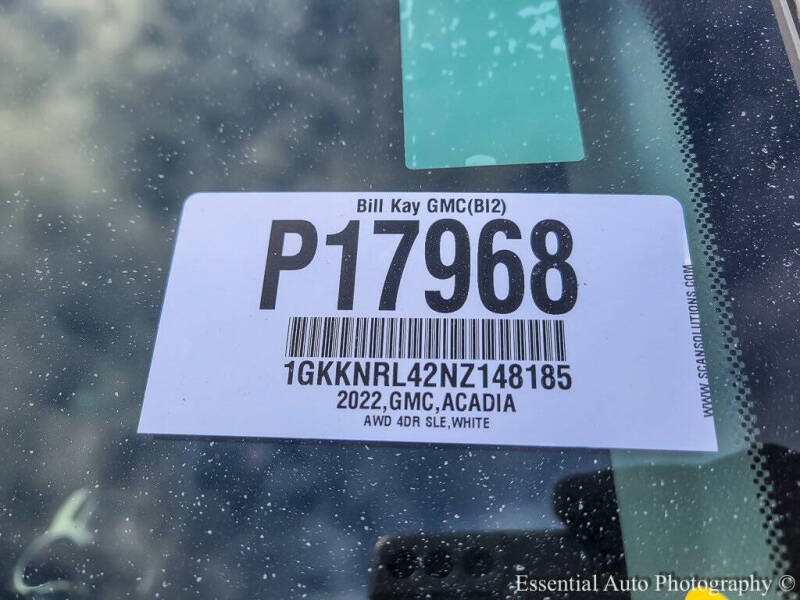 Bill Kay GMC(BI2)
P17968
1GKKNRL42NZ148185
2022,GMC,ACADIA
AWD 4DR SLE,WHITE
WWW.SCANSOLUTIONS.COM
Essential Auto Photography ©